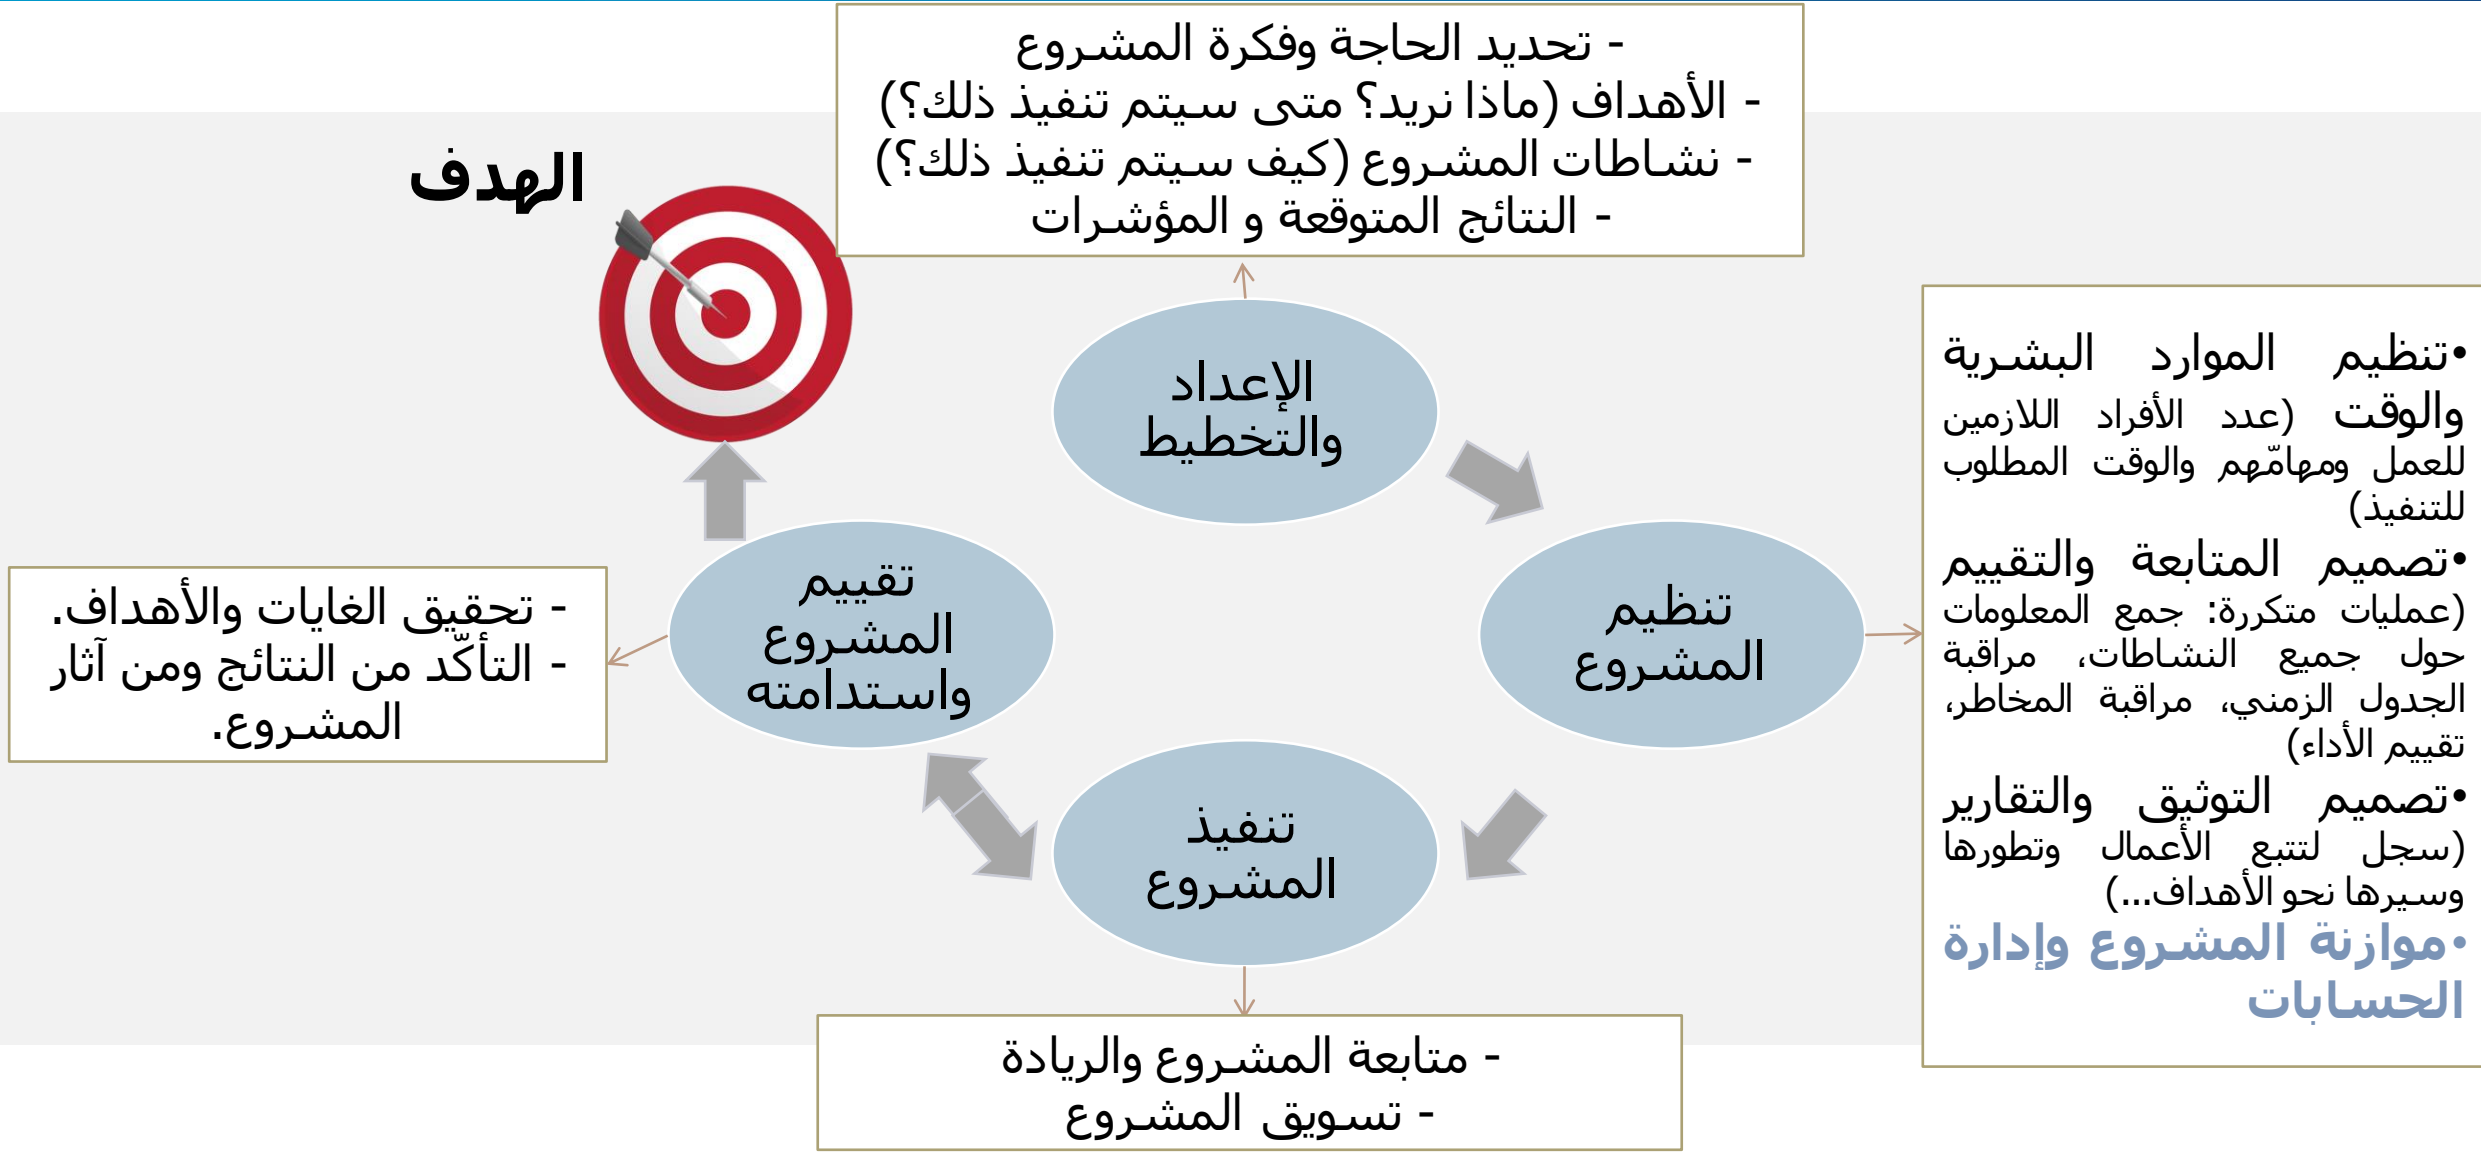 - تحديد الحاجة وفكرة المشروع
- الأهداف (ماذا نريد؟ متى سيتم تنفيذ ذلك؟)
- نشاطات المشروع (كيف سيتم تنفيذ ذلك؟)
- النتائج المتوقعة و المؤشرات
الهدف
الإعداد
والتخطيط
•تنظيم الموارد البشرية
والوقت (عدد الأفراد اللازمين
للعمل ومهامّهم والوقت المطلوب
للتنفيذ)
•تصميم المتابعة والتقييم
(عمليات متكررة: جمع المعلومات
حول جميع النشاطات، مراقبة
الجدول الزمني، مراقبة المخاطر،
تقييم الأداء)
•تصميم التوثيق والتقارير
(سجل لتتبع الأعمال وتطورها
وسيرها نحو الأهداف...)
•موازنة المشروع وإدارة
الحسابات
تنظيم
المشروع
تنفيذ
المشروع
- متابعة المشروع والريادة
- تسويق المشروع
تقييم
المشروع
واستدامته
- تحقيق الغايات والأهداف.
- التأكّد من النتائج ومن آثار
المشروع.